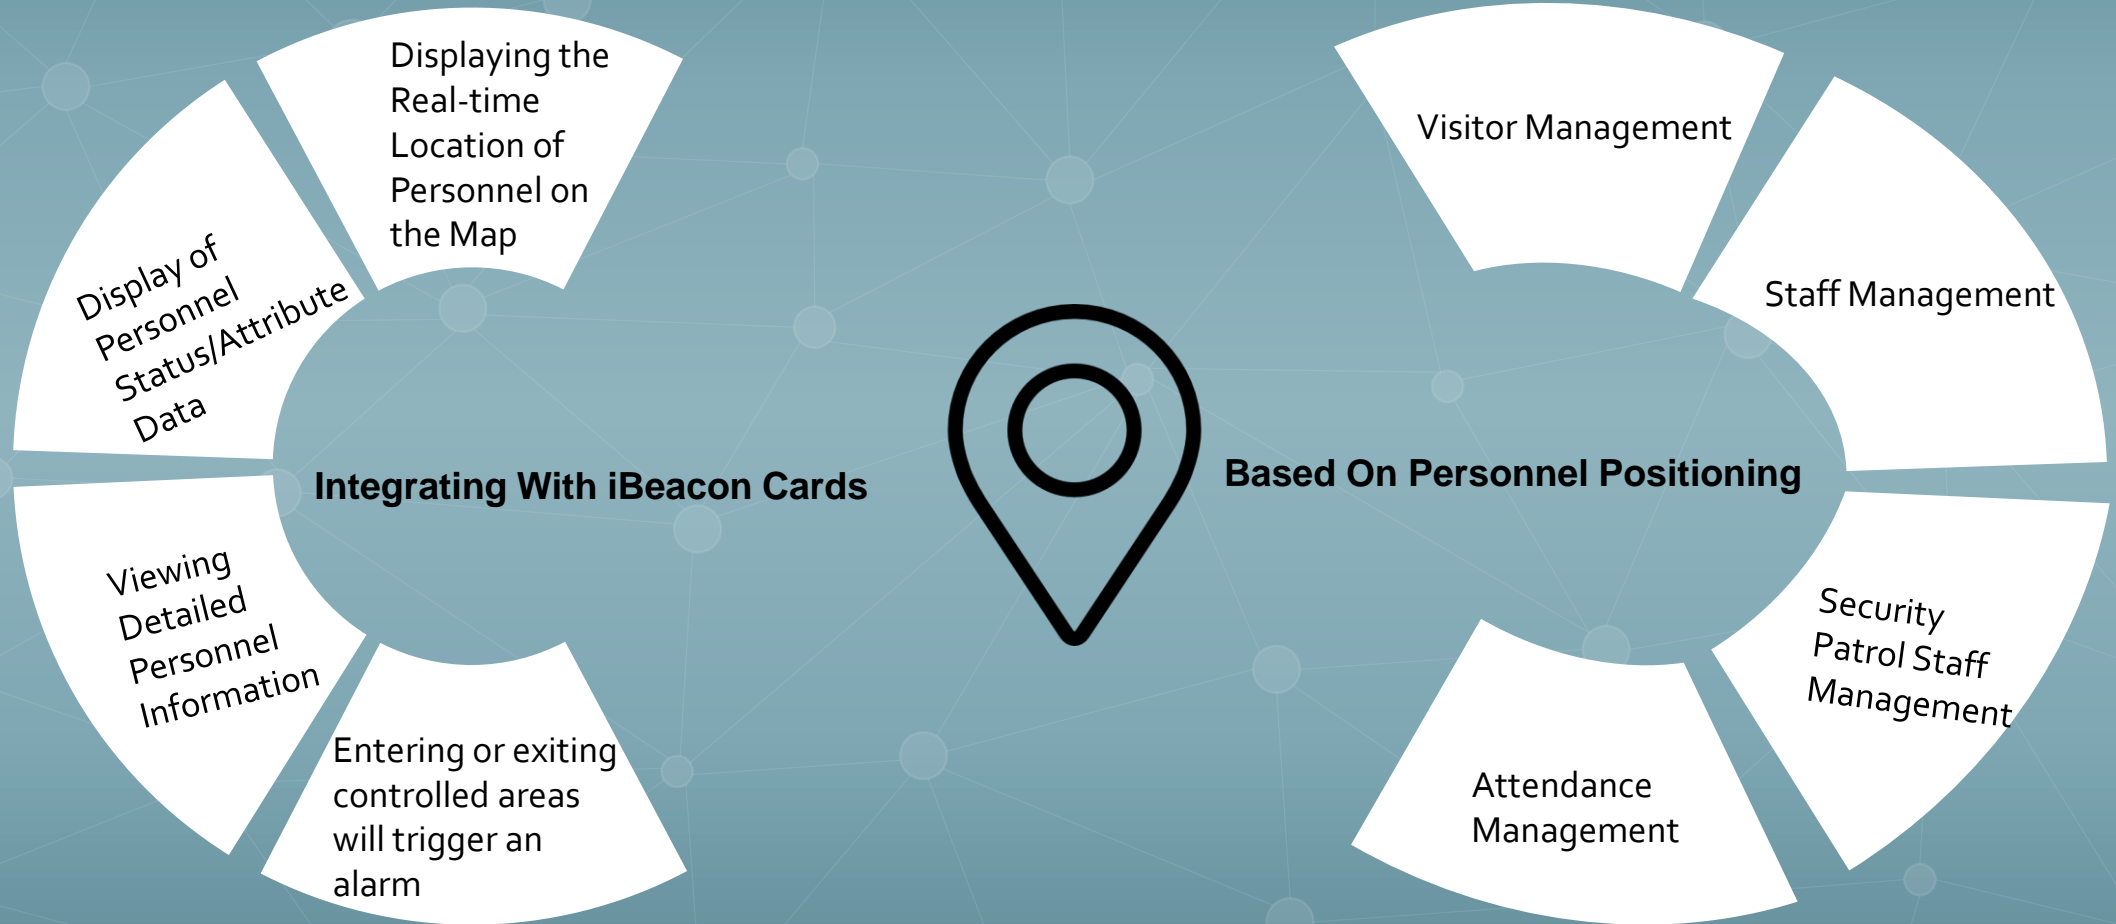 Displaying the
Real-time
Location of
Personnel on
the Map
Display of
Personnel
Status/Attribute
Data
Integrating With iBeacon Cards
Viewing
Detailed
Personnel
Information
Entering or exiting
controlled areas
will trigger an
alarm
Visitor Management
Staff Management
Based On Personnel Positioning
Security
Patrol Staff
Management
Attendance
Management